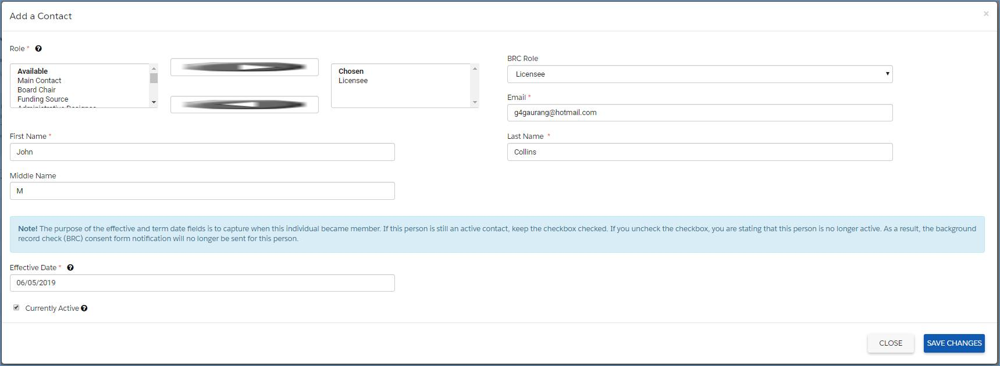 Add a Contact
×
Role *
Available
Main Contact
Board Chair
Funding Source
Chosen
Licensee
BRC Role
Licensee
Email *
g4gaurang@hotmail.com
First Name *
John
Last Name *
Collins
Middle Name
M
Note! The purpose of the effective and term date fields is to capture when this individual became member. If this person is still an active contact, keep the checkbox checked. If you uncheck the checkbox, you are stating that this person is no longer active. As a result, the background
record check (BRC) consent form notification will no longer be sent for this person.
Effective Date *
06/05/2019
Currently Active
CLOSE
SAVE CHANGES